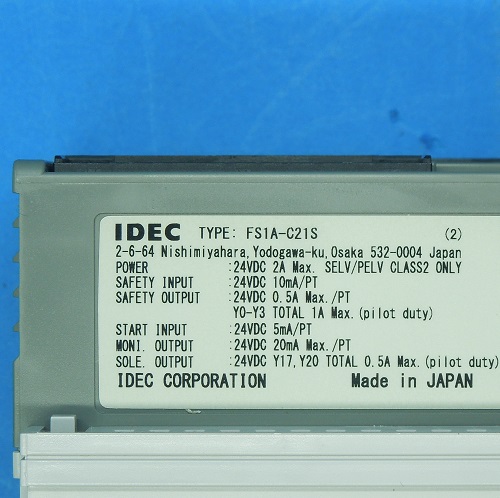 IDEC TYPE: FS1A-C21S (2)
2-6-64 Nishimiyahara, Yodogawa-ku, Osaka 532-0004 Japan
POWER :24VDC 2A Max. SELV/PELV CLASS2 ONLY
SAFETY INPUT :24VDC 10mA/PT
SAFETY OUTPUT :24VDC 0.5A Max./PT
Y0-Y3 TOTAL 1A Max.(pilot duty)
START INPUT :24VDC 5mA/PT
MONI. OUTPUT :24VDC 20mA Max./PT
SOLE. OUTPUT :24VDC Y17,Y20 TOTAL 0.5A Max.(pilot duty)
IDEC CORPORATION Made in JAPAN